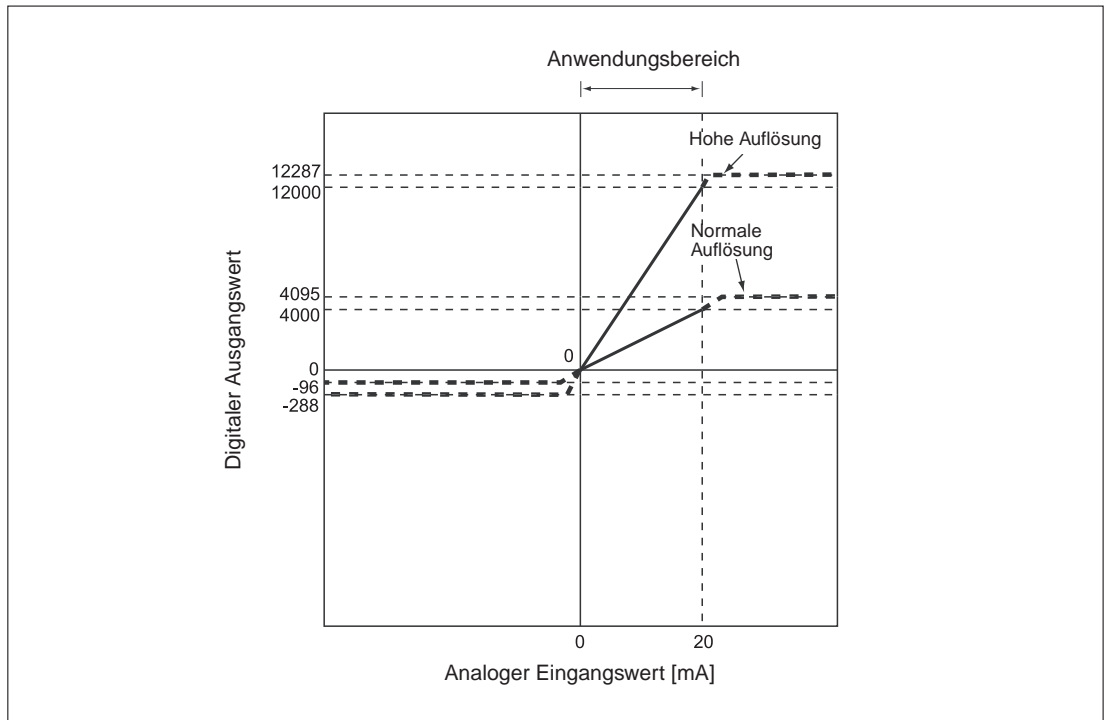 Anwendungsbereich
Hohe Auflösung
12287
12000
Normale
Auflösung
4095
4000
0
0
-96
-288
Digitaler Ausgangswert
0
20
Analoger Eingangswert [mA]